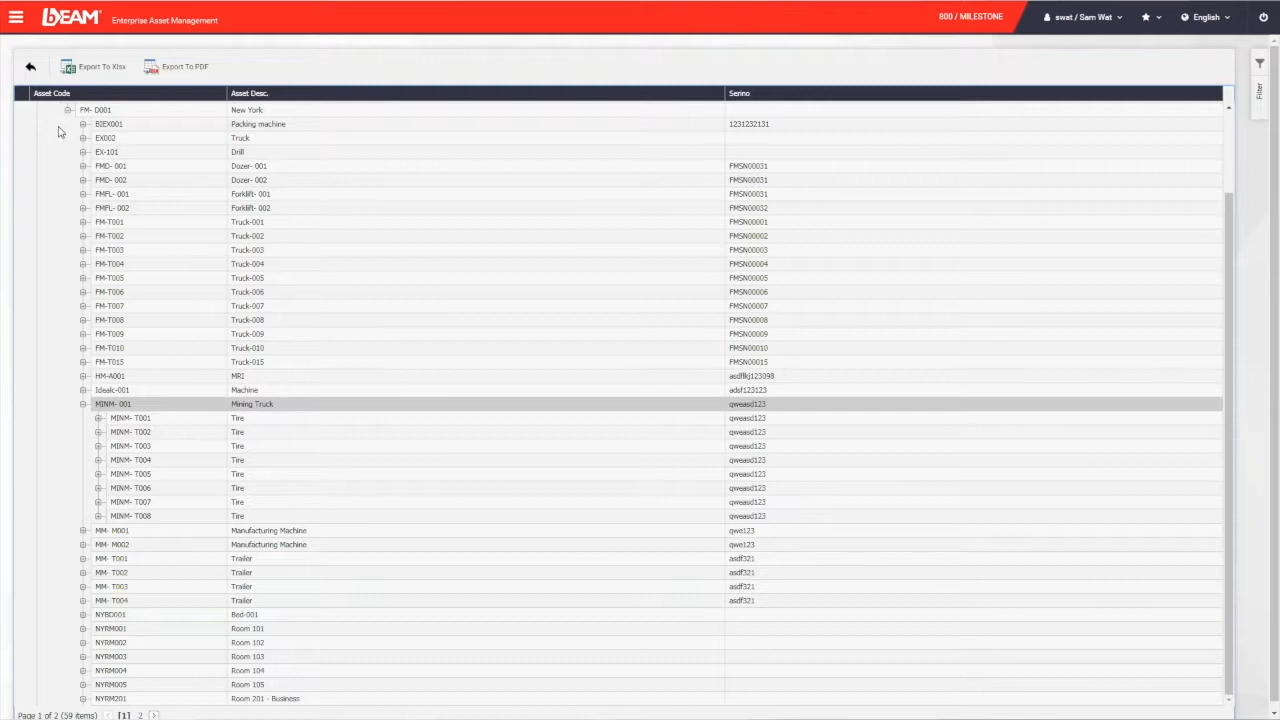 bEAM Enterprise Asset Management 800 / MILESTONE swat / Sam Wat English
Export To Xlsx Export To PDF
Filter
Asset Code Asset Desc. Serino
FM- D001 New York
BIEX001 Packing machine 1231232131
EX002 Truck
EX-101 Drill
FMD- 001 Dozer- 001 FMSN00031
FMD- 002 Dozer- 002 FMSN00031
FMFL- 001 Forklift- 001 FMSN00031
FMFL- 002 Forklift- 002 FMSN00032
FM-T001 Truck-001 FMSN00001
FM-T002 Truck-002 FMSN00002
FM-T003 Truck-003 FMSN00003
FM-T004 Truck-004 FMSN00004
FM-T005 Truck-005 FMSN00005
FM-T006 Truck-006 FMSN00006
FM-T007 Truck-007 FMSN00007
FM-T008 Truck-008 FMSN00008
FM-T009 Truck-009 FMSN00009
FM-T010 Truck-010 FMSN00010
FM-T015 Truck-015 FMSN00015
HM-A001 MRI asdflkj123098
Idealc-001 Machine adsf123123
MINM- 001 Mining Truck qweasd123
MINM- T001 Tire qweasd123
MINM- T002 Tire qweasd123
MINM- T003 Tire qweasd123
MINM- T004 Tire qweasd123
MINM- T005 Tire qweasd123
MINM- T006 Tire qweasd123
MINM- T007 Tire qweasd123
MINM- T008 Tire qweasd123
MM- M001 Manufacturing Machine qwe123
MM- M002 Manufacturing Machine qwe123
MM- T001 Trailer asdf321
MM- T002 Trailer asdf321
MM- T003 Trailer asdf321
MM- T004 Trailer asdf321
NYBD001 Bed-001
NYRM001 Room 101
NYRM002 Room 102
NYRM003 Room 103
NYRM004 Room 104
NYRM005 Room 105
NYRM201 Room 201 - Business
Page 1 of 2 (59 items) [1] 2